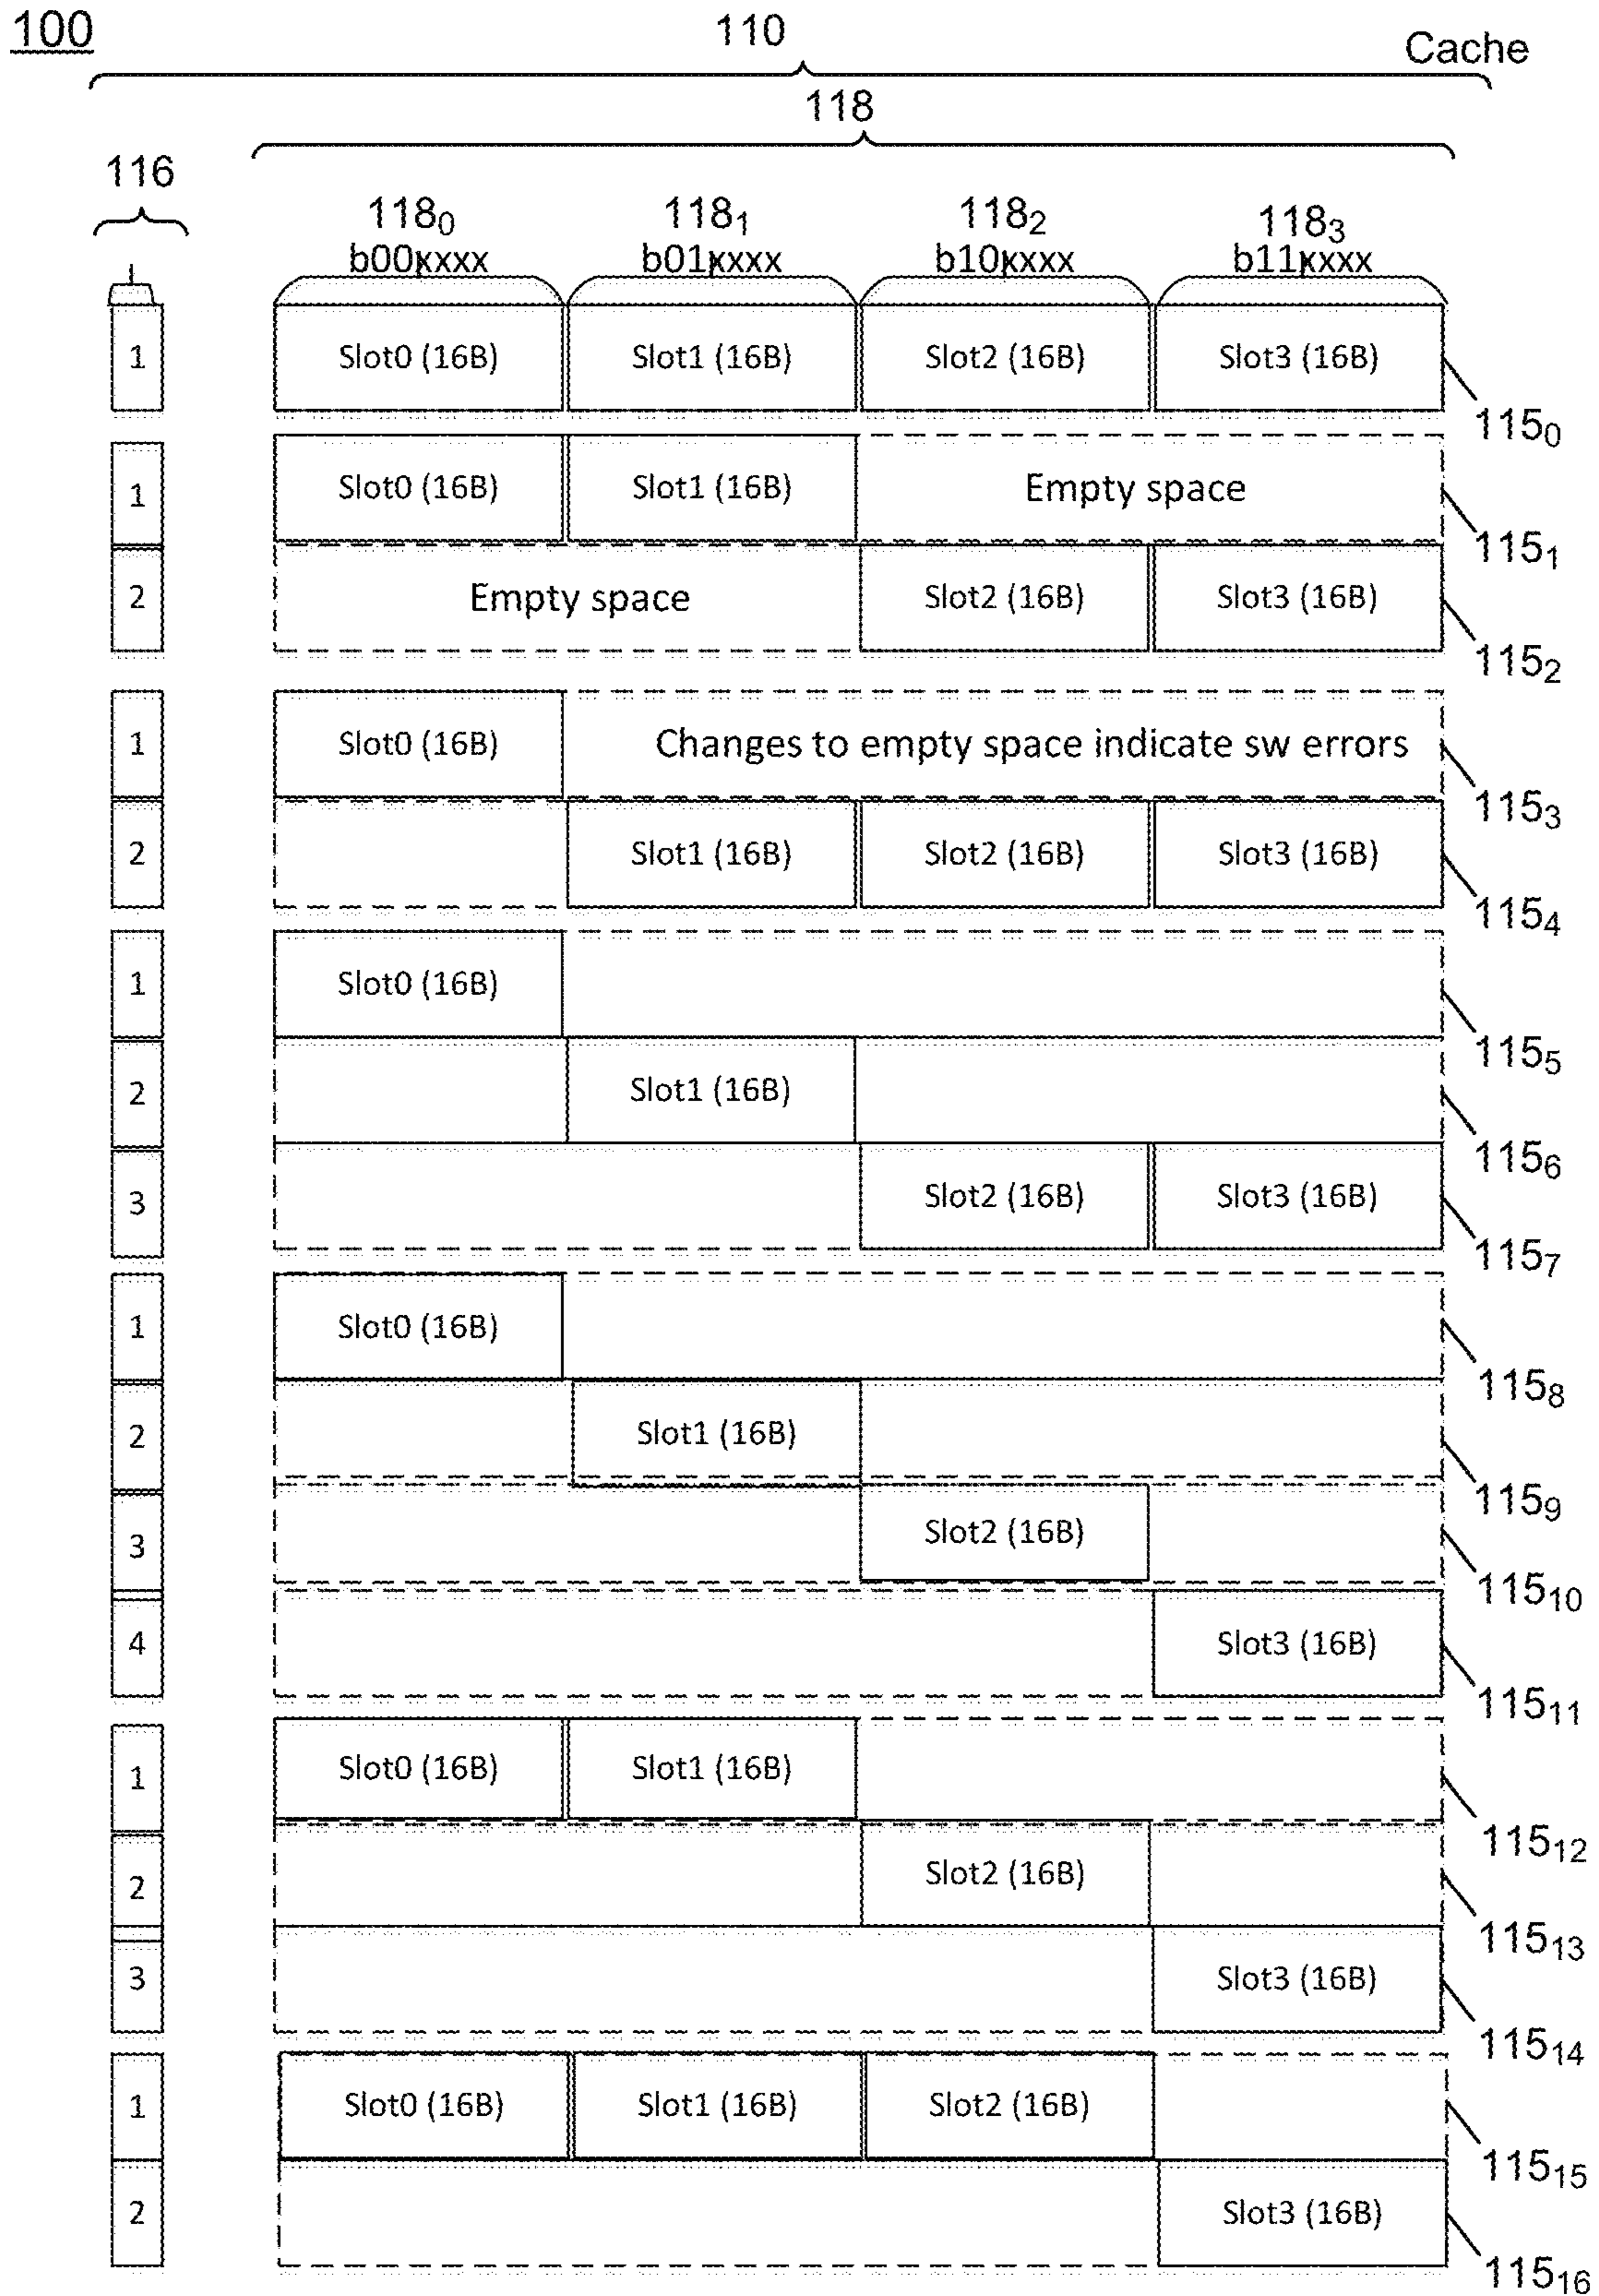 100
110
Cache
118
116
118₀ 118₁ 118₂ 118₃
b00xxxx b01xxxx b10xxxx b11xxxx
1 Slot0 (16B) Slot1 (16B) Slot2 (16B) Slot3 (16B)
115₀
1 Slot0 (16B) Slot1 (16B) Empty space
115₁
2 Empty space Slot2 (16B) Slot3 (16B)
115₂
1 Slot0 (16B) Changes to empty space indicate sw errors
115₃
2 Slot1 (16B) Slot2 (16B) Slot3 (16B)
115₄
1 Slot0 (16B)
115₅
2 Slot1 (16B)
115₆
3 Slot2 (16B) Slot3 (16B)
115₇
1 Slot0 (16B)
115₈
2 Slot1 (16B)
115₉
3 Slot2 (16B)
115₁₀
4 Slot3 (16B)
115₁₁
1 Slot0 (16B) Slot1 (16B)
115₁₂
2 Slot2 (16B)
115₁₃
3 Slot3 (16B)
115₁₄
1 Slot0 (16B) Slot1 (16B) Slot2 (16B)
115₁₅
2 Slot3 (16B)
115₁₆